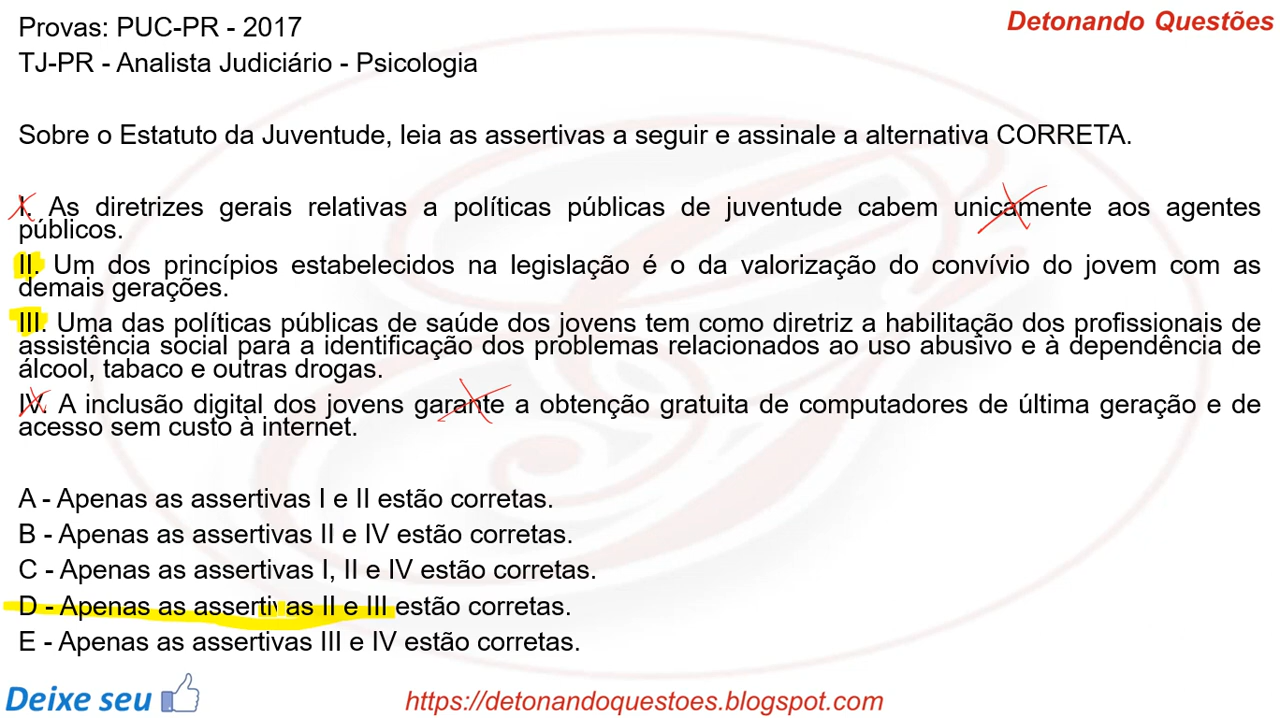 Provas: PUC-PR - 2017
Detonando Questões
TJ-PR - Analista Judiciário - Psicologia
Sobre o Estatuto da Juventude, leia as assertivas a seguir e assinale a alternativa CORRETA.
I. As diretrizes gerais relativas a políticas públicas de juventude cabem unicamente aos agentes
públicos.
II. Um dos princípios estabelecidos na legislação é o da valorização do convívio do jovem com as
demais gerações.
III. Uma das políticas públicas de saúde dos jovens tem como diretriz a habilitação dos profissionais de
assistência social para a identificação dos problemas relacionados ao uso abusivo e à dependência de
álcool, tabaco e outras drogas.
IV. A inclusão digital dos jovens garante a obtenção gratuita de computadores de última geração e de
acesso sem custo à internet.
A - Apenas as assertivas I e II estão corretas.
B - Apenas as assertivas II e IV estão corretas.
C - Apenas as assertivas I, II e IV estão corretas.
D - Apenas as assertivas II e III estão corretas.
E - Apenas as assertivas III e IV estão corretas.
Deixe seu
https://detonandoquestoes.blogspot.com